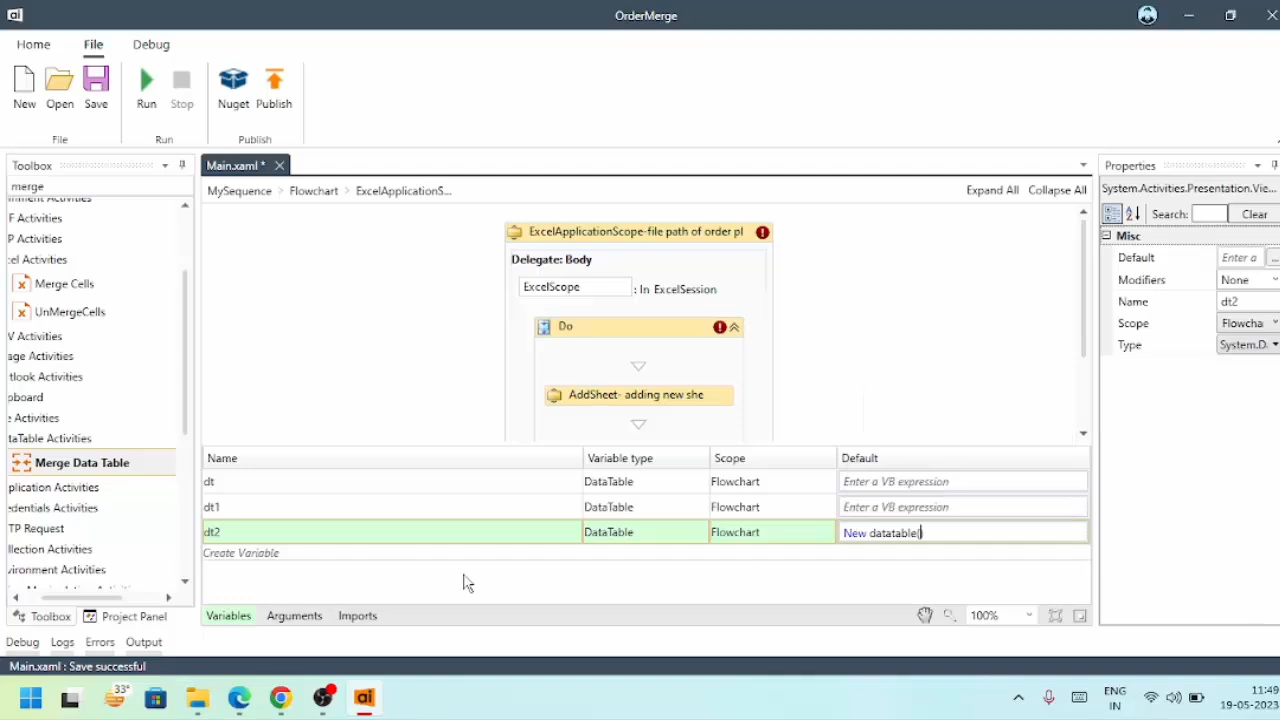 ai
OrderMerge
Home File Debug
New Open Save Run Stop Nuget Publish
File Run Publish
Toolbox
merge
nment Activities
F Activities
P Activities
cel Activities
Merge Cells
UnMergeCells
V Activities
age Activities
tlook Activities
pboard
e Activities
taTable Activities
Merge Data Table
plication Activities
edentials Activities
TP Request
llection Activities
vironment Activities
Toolbox Project Panel
Main.xaml *
MySequence > Flowchart > ExcelApplicationS...
Expand All Collapse All
ExcelApplicationScope-file path of order pl
Delegate: Body
ExcelScope : In ExcelSession
Do
AddSheet- adding new she
Name Variable type Scope Default
dt DataTable Flowchart Enter a VB expression
dt1 DataTable Flowchart Enter a VB expression
dt2 DataTable Flowchart New datatable()
Create Variable
Variables Arguments Imports
100%
Properties
System.Activities.Presentation.Vie...
Search: Clear
Misc
Default Enter a ...
Modifiers None
Name dt2
Scope Flowcha
Type System.D
Debug Logs Errors Output
Main.xaml : Save successful
33°
ai
ENG
IN
11:49
19-05-2023